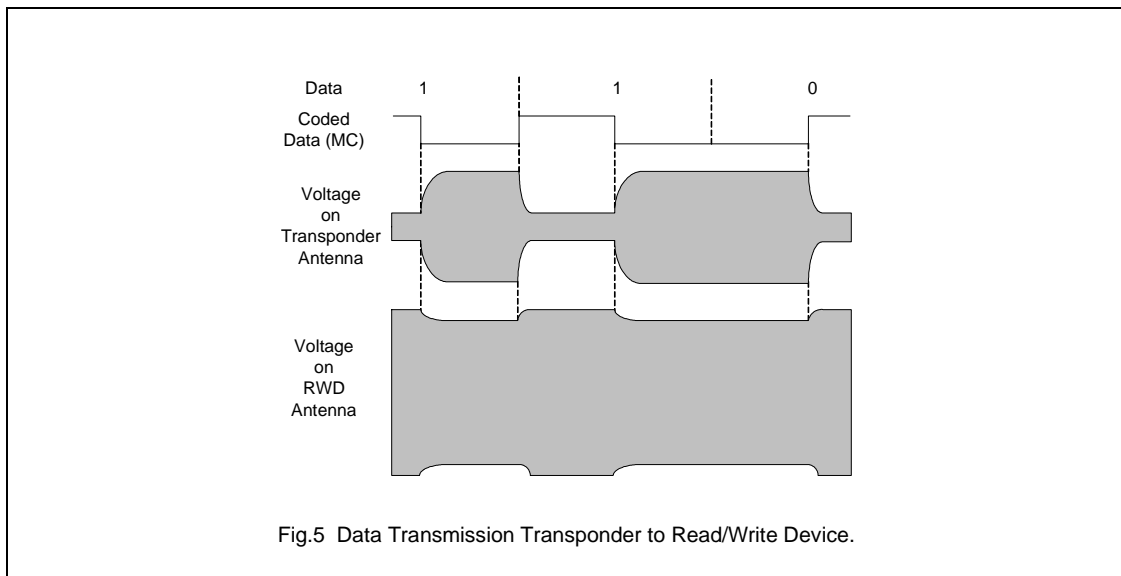 Data 1 1 0
Coded
Data (MC)
Voltage
on
Transponder
Antenna
Voltage
on
RWD
Antenna
Fig.5 Data Transmission Transponder to Read/Write Device.